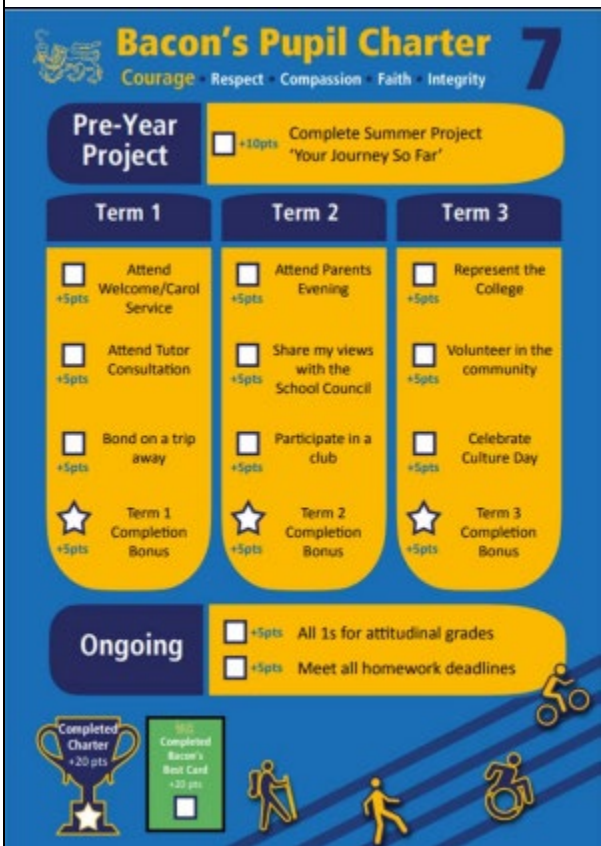 Bacon's Pupil Charter
7
Courage • Respect • Compassion • Faith • Integrity
Pre-Year
Project
+10pts
Complete Summer Project
'Your Journey So Far'
Term 1
+5pts
Attend
Welcome/Carol
Service
+5pts
Attend Tutor
Consultation
+5pts
Bond on a trip
away
+5pts
Term 1
Completion
Bonus
Term 2
+5pts
Attend Parents
Evening
+5pts
Share my views
with the
School Council
+5pts
Participate in a
club
+5pts
Term 2
Completion
Bonus
Term 3
+5pts
Represent the
College
+5pts
Volunteer in the
community
+5pts
Celebrate
Culture Day
+5pts
Term 3
Completion
Bonus
Ongoing
+5pts All 1s for attitudinal grades
+5pts Meet all homework deadlines
Completed
Charter
+20 pts
Completed
Bacon's
Best Card
+20 pts